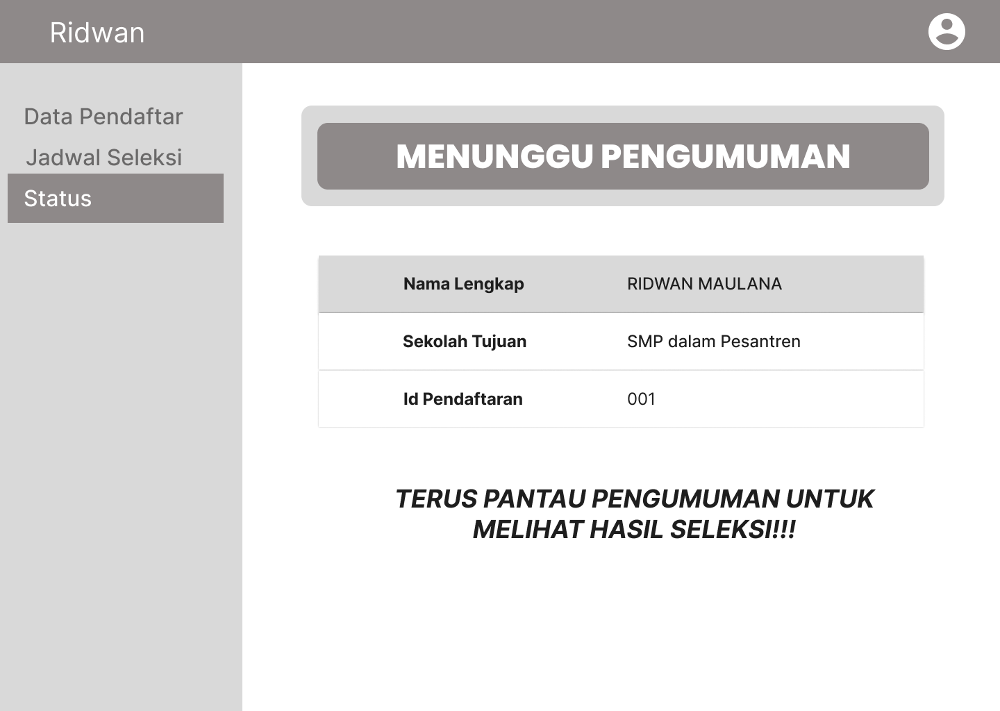 Ridwan
Data Pendaftar
Jadwal Seleksi
Status
MENUNGGU PENGUMUMAN
Nama Lengkap RIDWAN MAULANA
Sekolah Tujuan SMP dalam Pesantren
Id Pendaftaran 001
TERUS PANTAU PENGUMUMAN UNTUK
MELIHAT HASIL SELEKSI!!!